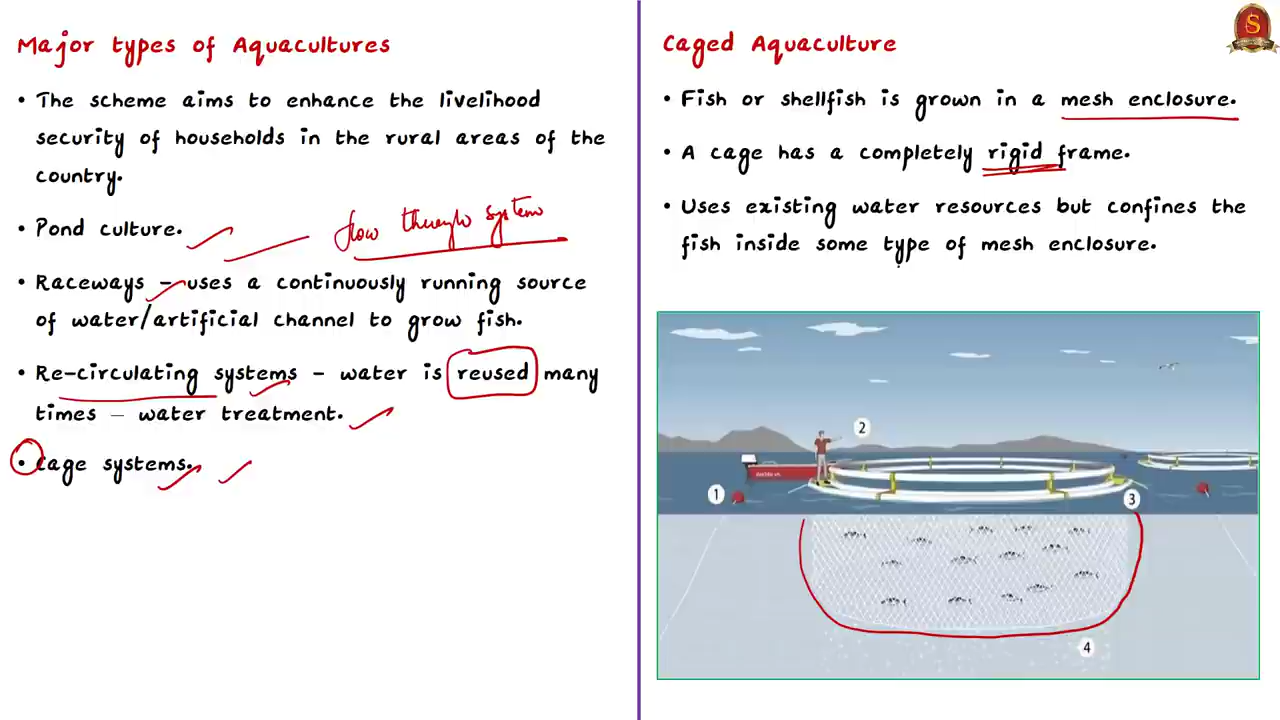 Major types of Aquacultures
• The scheme aims to enhance the livelihood
security of households in the rural areas of the
country.
• Pond culture.
flow through system
• Raceways – uses a continuously running source
of water/artificial channel to grow fish.
• Re-circulating systems – water is reused many
times – water treatment.
• Cage systems.
Caged Aquaculture
• Fish or shellfish is grown in a mesh enclosure.
• A cage has a completely rigid frame.
• Uses existing water resources but confines the
fish inside some type of mesh enclosure.
2
1
3
4
S